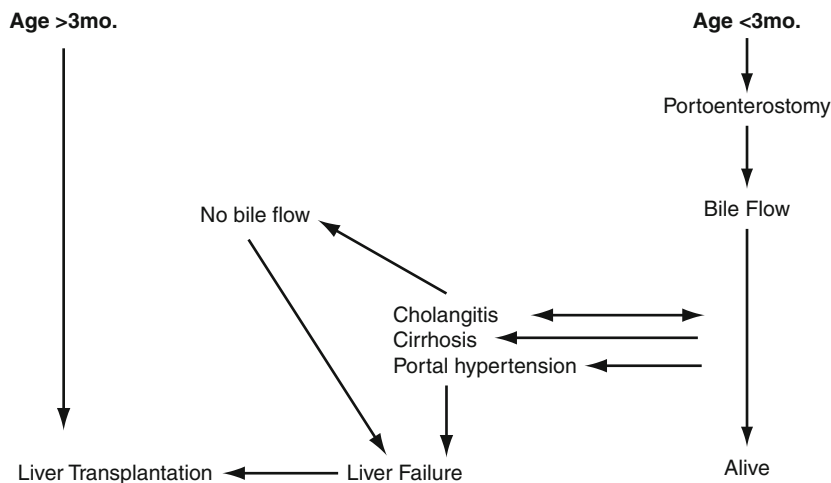 Age >3mo.
Age <3mo.
Portoenterostomy
No bile flow
Bile Flow
Cholangitis
Cirrhosis
Portal hypertension
Liver Transplantation
Liver Failure
Alive